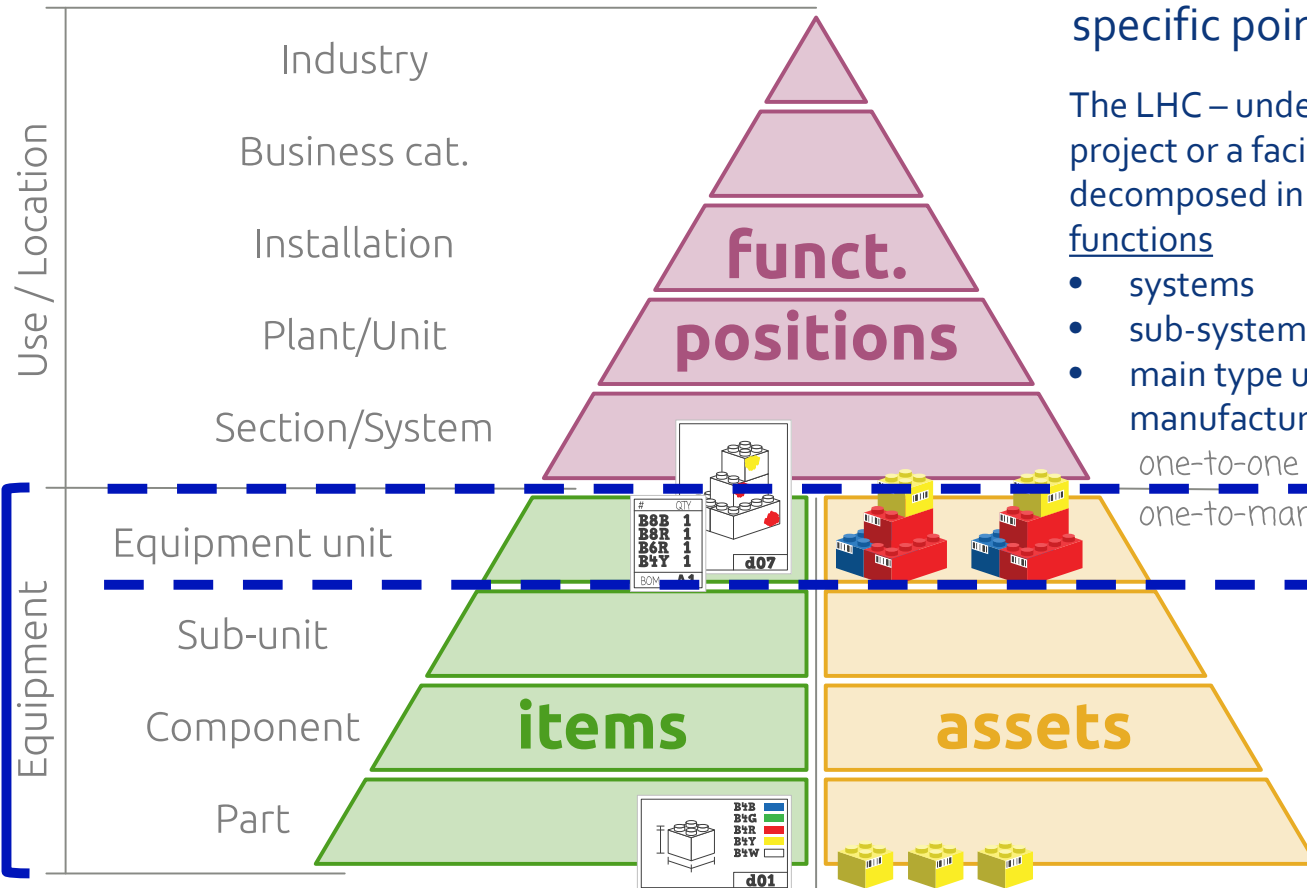 specific poin
The LHC – unde
project or a faci
decomposed in
functions
• systems
• sub-system
• main type u
manufactur
one-to-one
one-to-man
Use / Location
Industry
Business cat.
Installation
Plant/Unit
Section/System
funct.
positions
Equipment
Equipment unit
Sub-unit
Component
Part
# QTY
B8B 1
B8R 1
B6R 1
B4Y 1
BOM A1
d07
items
assets
B4B
B4G
B4R
B4Y
B4W
d01